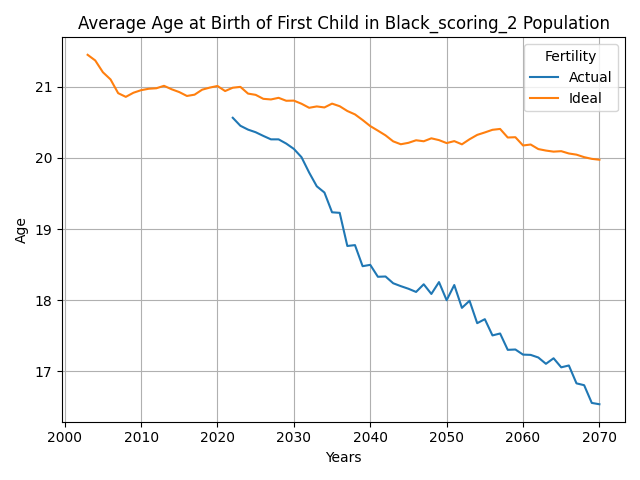 Average Age at Birth of First Child in Black_scoring_2 Population
Fertility
Actual
Ideal
Age
21
20
19
18
17
2000 2010 2020 2030 2040 2050 2060 2070
Years